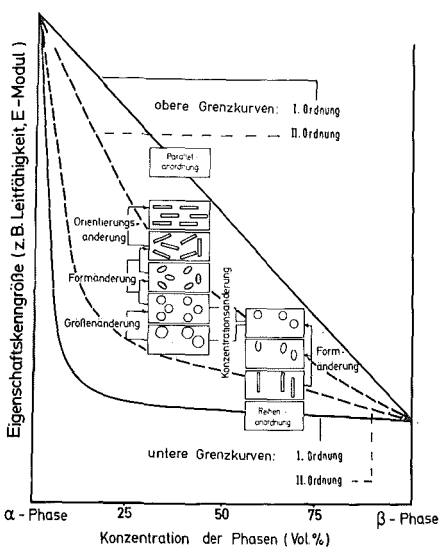 Eigenschaftskenngröße (z.B. Leitfähigkeit, E-Modul)
obere Grenzkurven: I. Ordnung
II. Ordnung
Parallel-
anordnung
Orientierungs-
änderung
Formänderung
Größenänderung
Konzentrationsänderung
Form-
änderung
Reihen-
anordnung
untere Grenzkurven: I. Ordnung
II. Ordnung
α - Phase 25 50 75 β - Phase
Konzentration der Phasen (Vol.%)